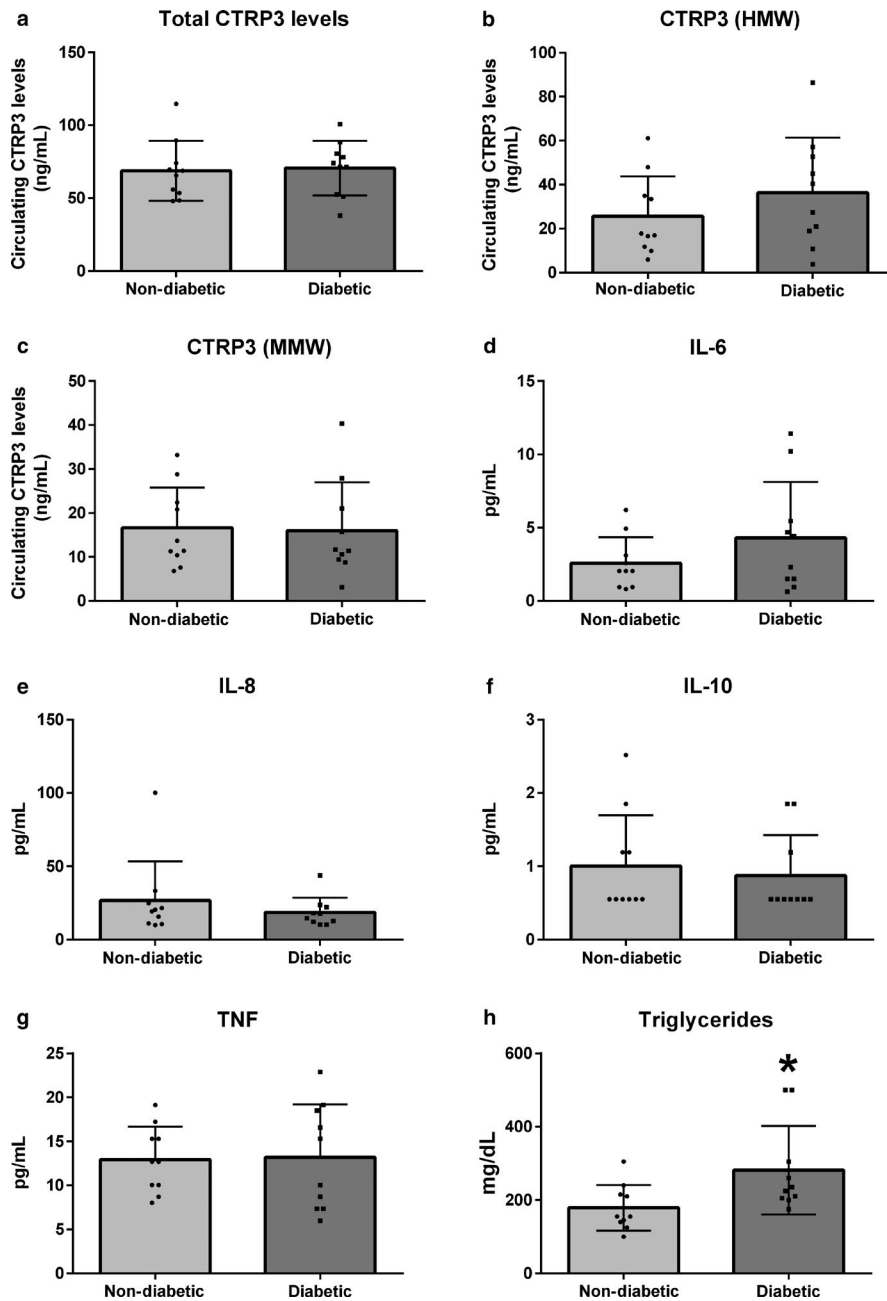 a Total CTRP3 levels
Circulating CTRP3 levels
(ng/mL)
150
100
50
0
Non-diabetic Diabetic
b CTRP3 (HMW)
Circulating CTRP3 levels
(ng/mL)
100
80
60
40
20
0
Non-diabetic Diabetic
c CTRP3 (MMW)
Circulating CTRP3 levels
(ng/mL)
50
40
30
20
10
0
Non-diabetic Diabetic
d IL-6
pg/mL
15
10
5
0
Non-diabetic Diabetic
e IL-8
pg/mL
150
100
50
0
Non-diabetic Diabetic
f IL-10
pg/mL
3
2
1
0
Non-diabetic Diabetic
g TNF
pg/mL
25
20
15
10
5
0
Non-diabetic Diabetic
h Triglycerides
mg/dL
600
400
200
0
*
Non-diabetic Diabetic